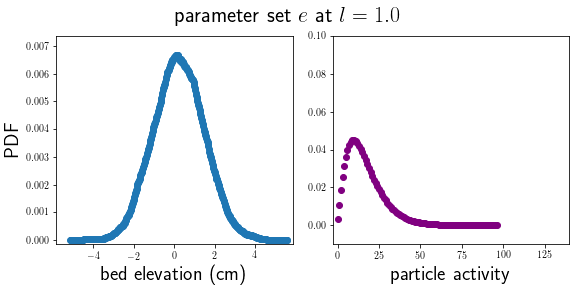 parameter set e at l = 1.0
PDF
0.007
0.006
0.005
0.004
0.003
0.002
0.001
0.000
−4 −2 0 2 4
bed elevation (cm)
0.10
0.08
0.06
0.04
0.02
0.00
0 25 50 75 100 125
particle activity